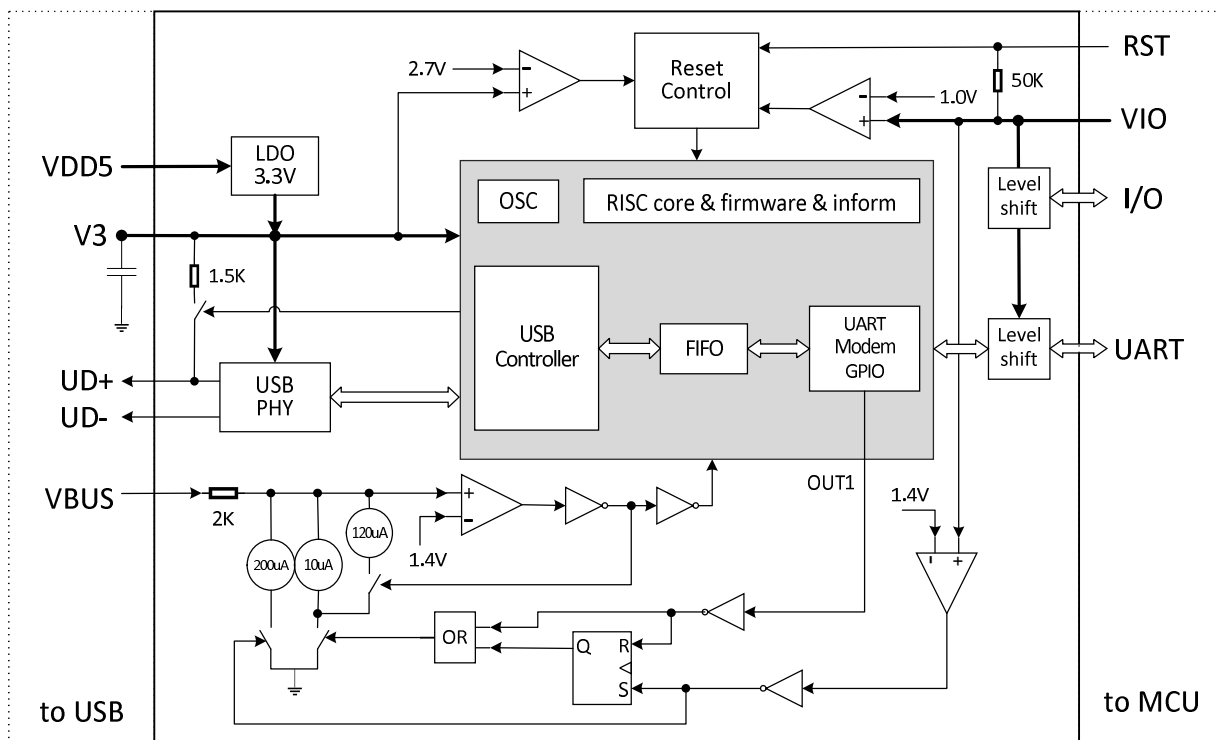 RST
2.7V
Reset
Control
50K
1.0V
VIO
VDD5
LDO
3.3V
OSC
RISC core & firmware & inform
Level
shift
I/O
V3
1.5K
USB
Controller
FIFO
UART
Modem
GPIO
Level
shift
UART
UD+
USB
PHY
UD-
VBUS
2K
OUT1
1.4V
120uA
1.4V
200uA
10uA
OR
Q
R
S
to USB
to MCU
-
+
-
+
+
-
-
+